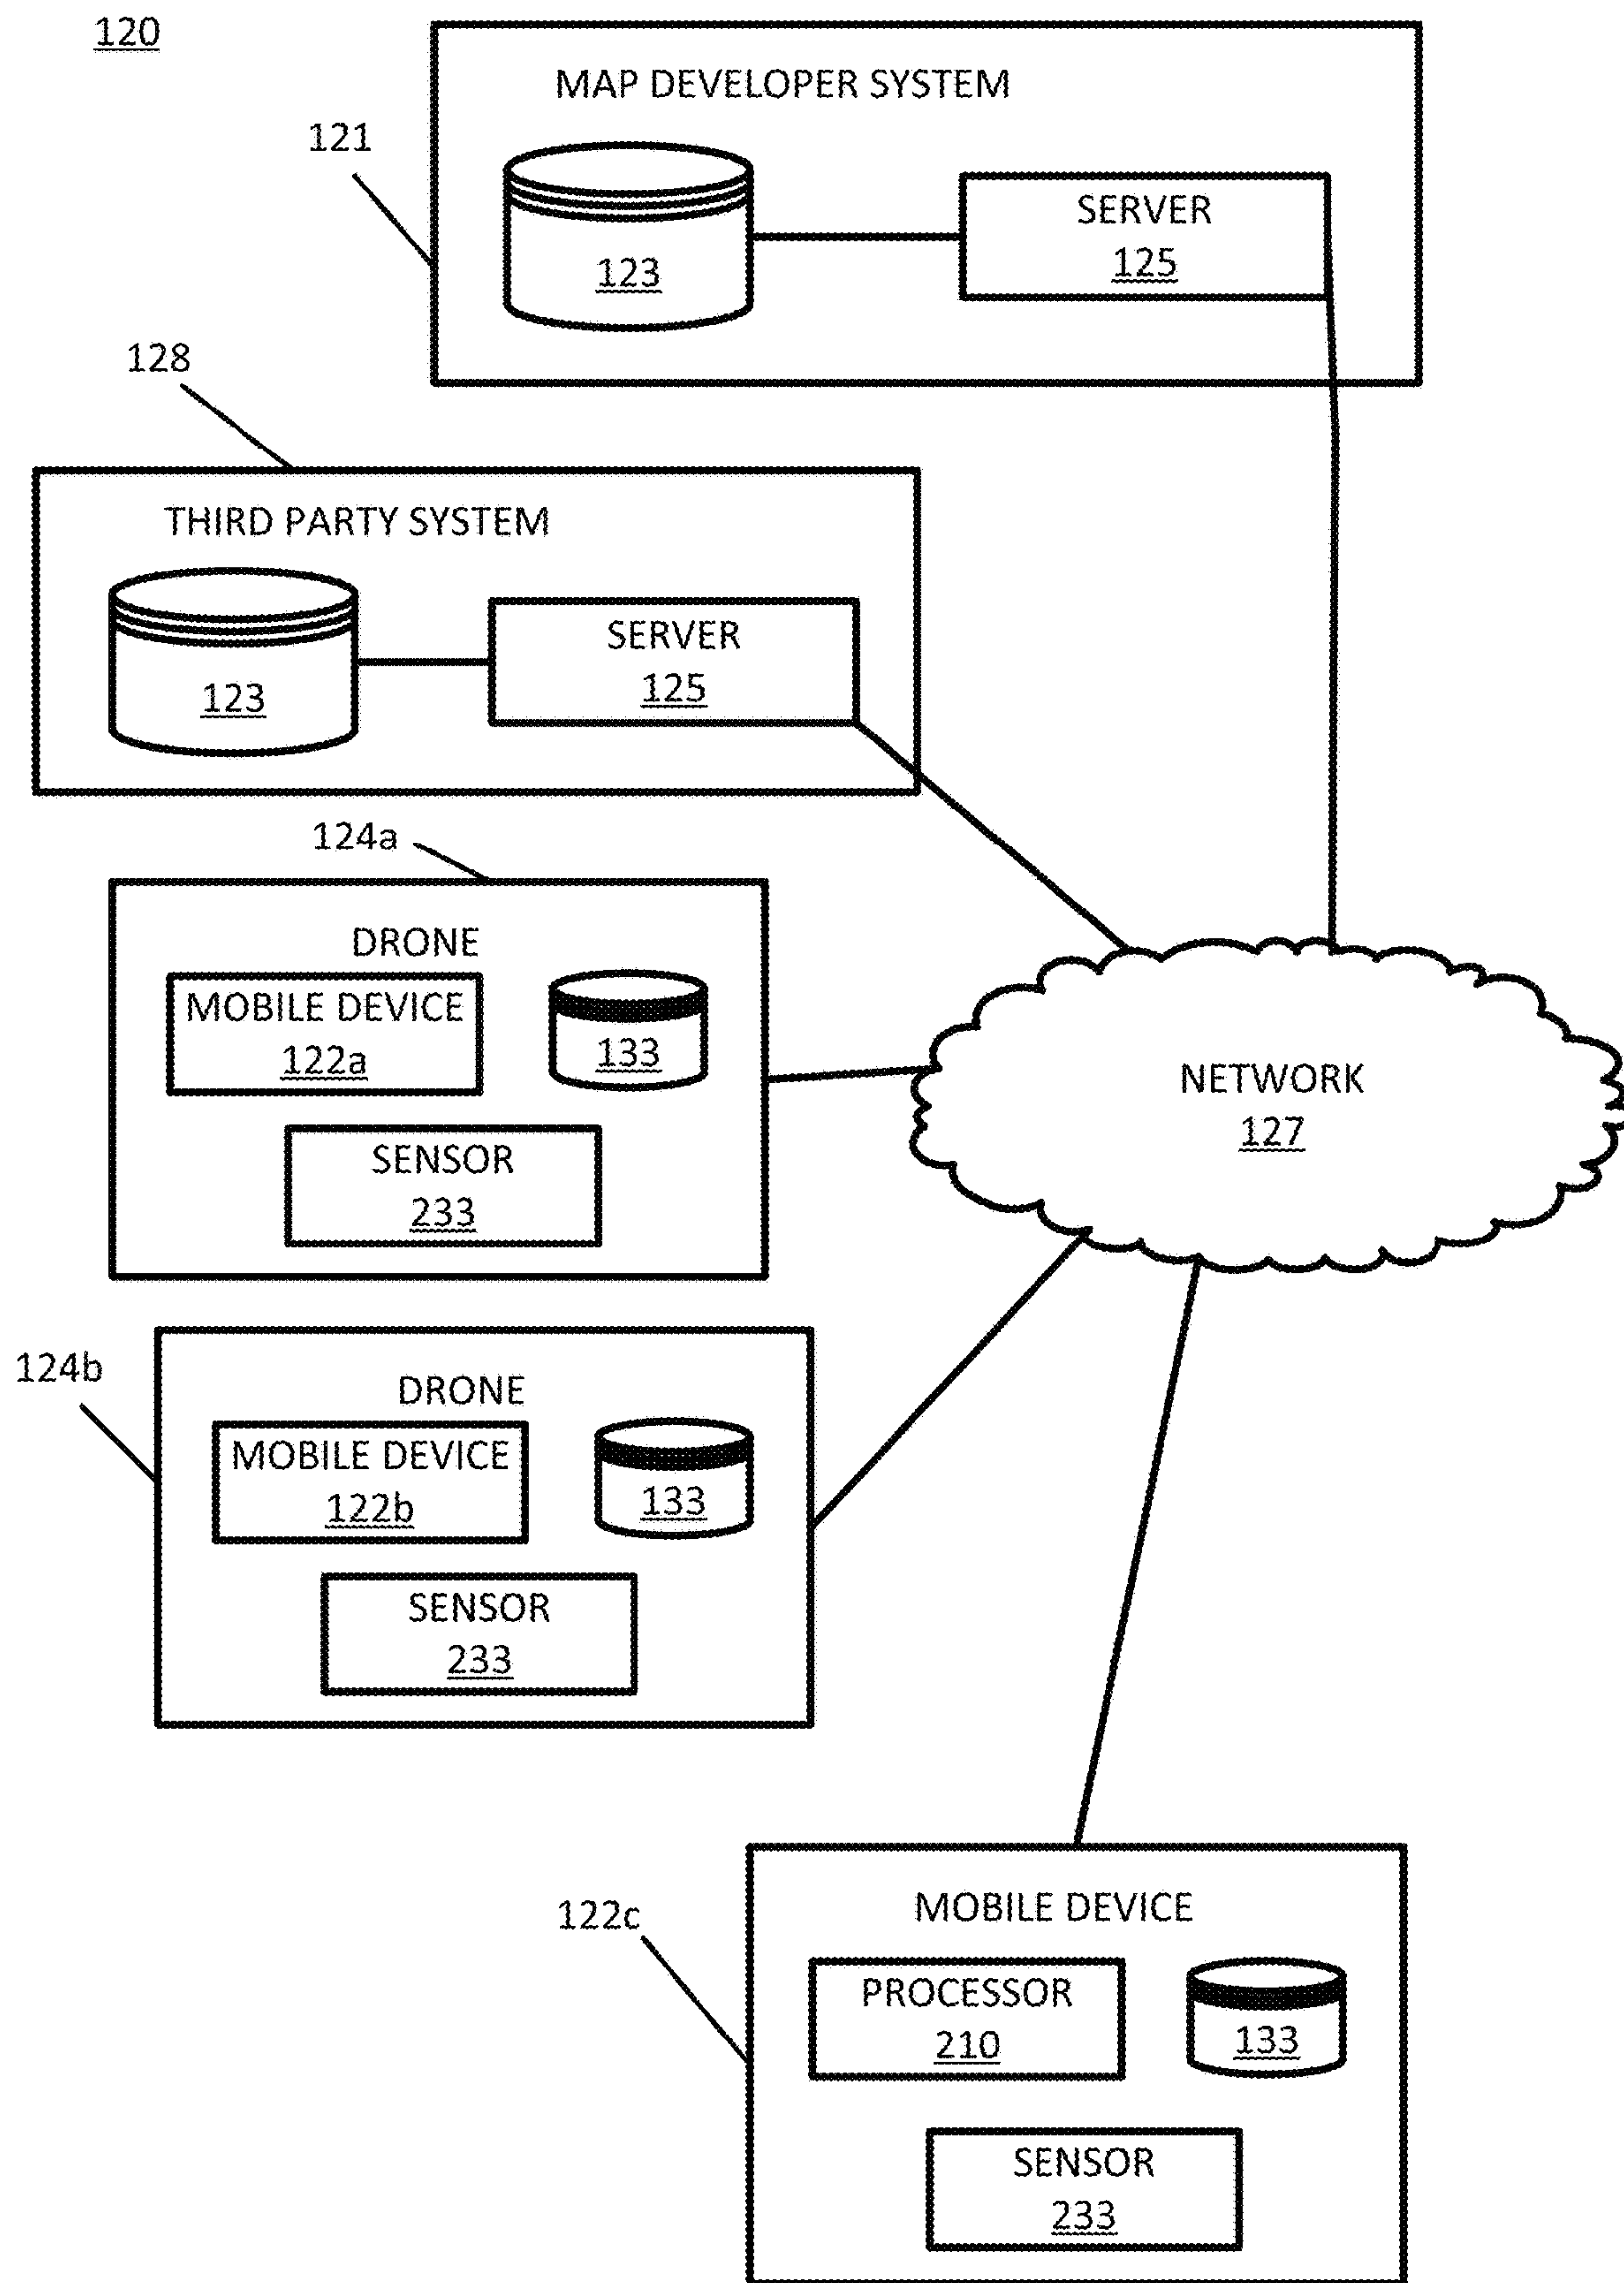 120
MAP DEVELOPER SYSTEM
121
SERVER
125
123
128
THIRD PARTY SYSTEM
SERVER
125
123
124a
DRONE
MOBILE DEVICE
122a
133
SENSOR
233
NETWORK
127
124b
DRONE
MOBILE DEVICE
122b
133
SENSOR
233
122c
MOBILE DEVICE
PROCESSOR
210
133
SENSOR
233